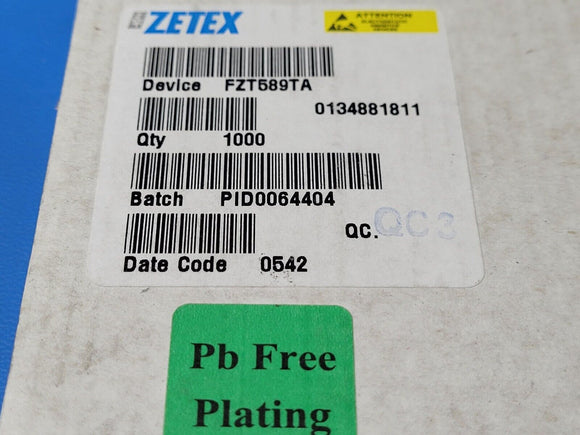 ZETEX
ATTENTION
Device FZT589TA
0134881811
Qty 1000
Batch PID0064404
QC. QC3
Date Code 0542
Pb Free
Plating